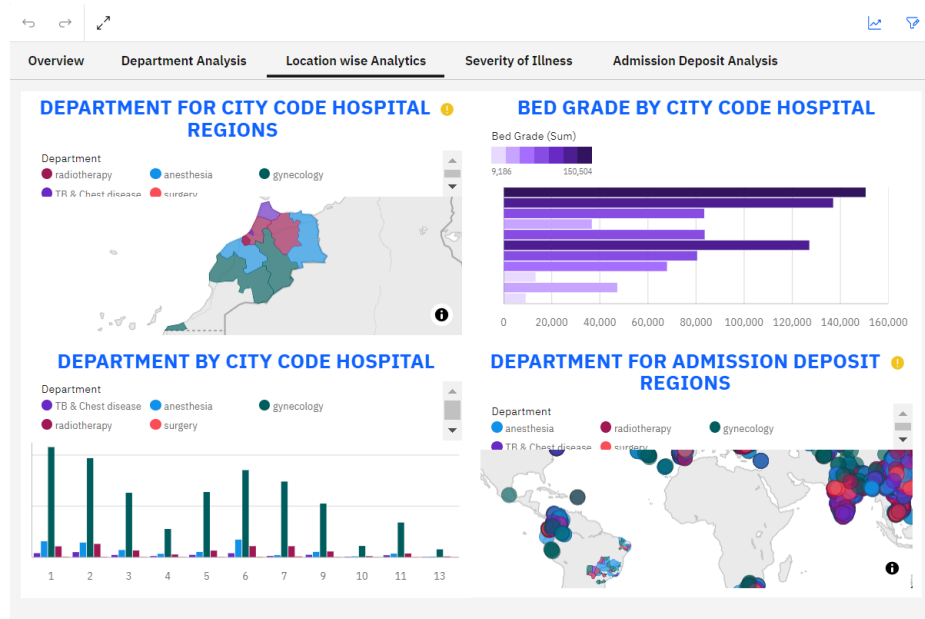 Overview Department Analysis Location wise Analytics Severity of Illness Admission Deposit Analysis
DEPARTMENT FOR CITY CODE HOSPITAL
REGIONS
Department
radiotherapy anesthesia gynecology
TB & Chest disease surgery
BED GRADE BY CITY CODE HOSPITAL
Bed Grade (Sum)
9,186 150,504
0 20,000 40,000 60,000 80,000 100,000 120,000 140,000 160,000
DEPARTMENT BY CITY CODE HOSPITAL
Department
TB & Chest disease anesthesia gynecology
radiotherapy surgery
1 2 3 4 5 6 7 9 10 11 13
DEPARTMENT FOR ADMISSION DEPOSIT
REGIONS
Department
anesthesia radiotherapy gynecology
TB & Chest disease surgery